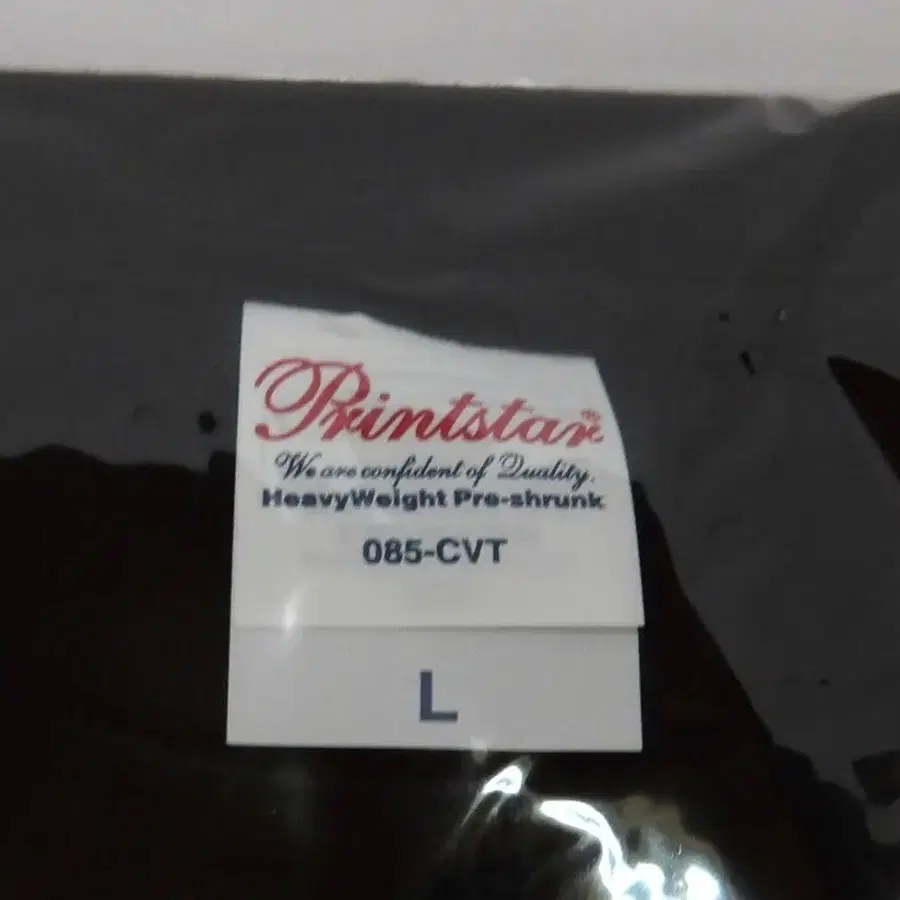 Printstar®
We are confident of Quality.
HeavyWeight Pre-shrunk
085-CVT
L